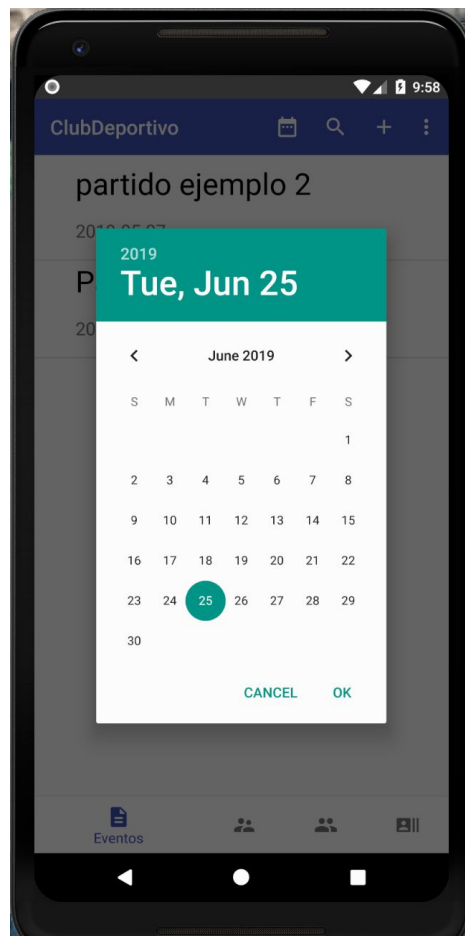 9:58
ClubDeportivo
partido ejemplo 2
2019
Tue, Jun 25
June 2019
S M T W T F S
1
2 3 4 5 6 7 8
9 10 11 12 13 14 15
16 17 18 19 20 21 22
23 24 25 26 27 28 29
30
CANCEL OK
Eventos